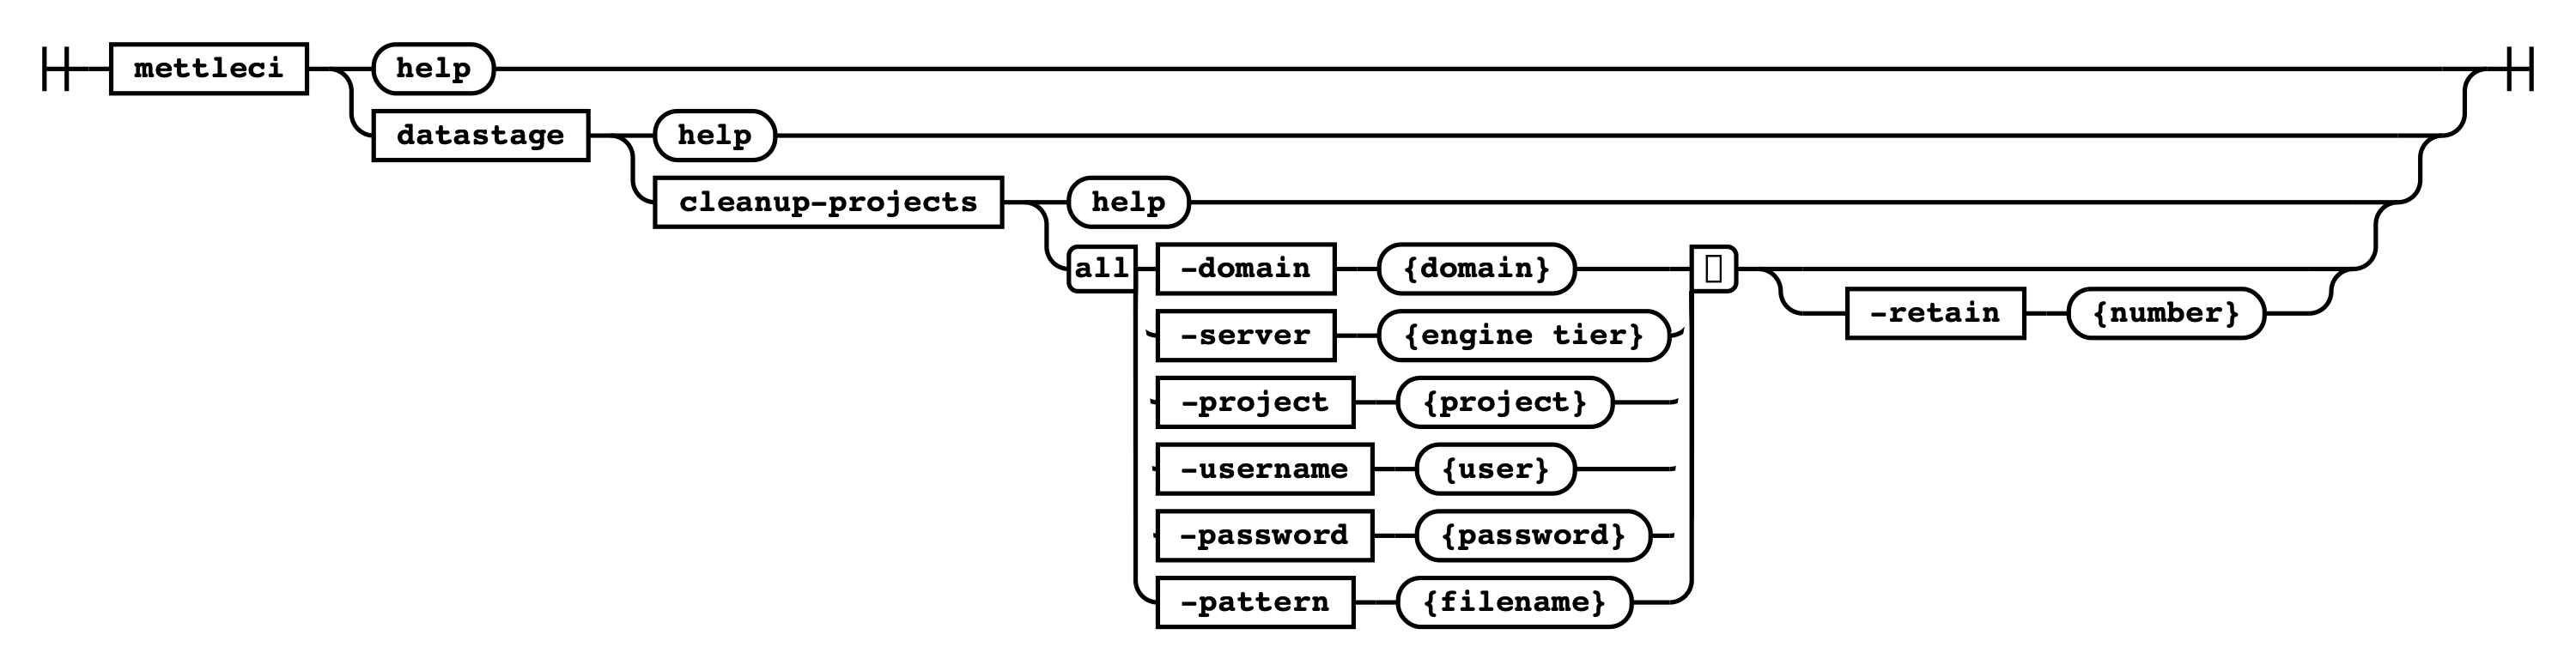 mettleci help
datastage help
cleanup-projects help
all -domain {domain}
-server {engine tier} -retain {number}
-project {project}
-username {user}
-password {password}
-pattern {filename}